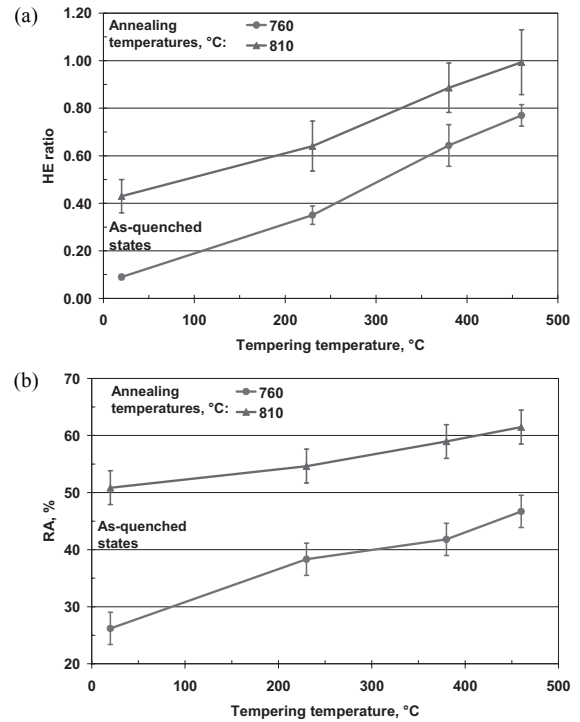 (a)
Annealing
temperatures, °C:
760
810
1.20
1.00
0.80
0.60
0.40
0.20
0.00
HE ratio
As-quenched
states
0
100
200
300
400
500
Tempering temperature, °C
(b)
Annealing
temperatures, °C:
760
810
70
60
50
40
30
20
RA, %
As-quenched
states
0
100
200
300
400
500
Tempering temperature, °C